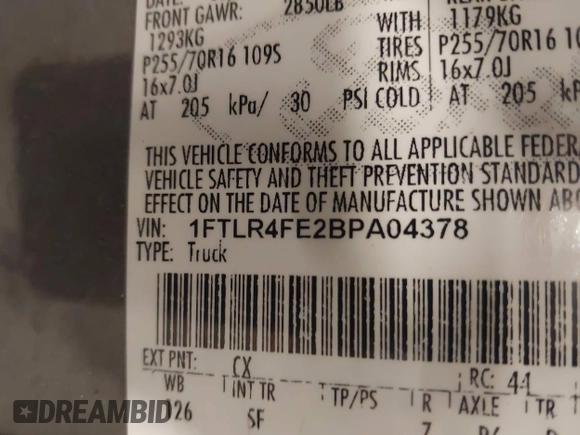 FRONT GAWR: 2850LB WITH 1179KG
1293KG TIRES P255/70R16
P255/70R16 109S RIMS 16x7.0J
16x7.0J
AT 205 kPa/ 30 PSI COLD AT 205
THIS VEHICLE CONFORMS TO ALL APPLICABLE
VEHICLE SAFETY AND THEFT PREVENTION
EFFECT ON THE DATE OF MANUFACTURE SHOWN
VIN: 1FTLR4FE2BPA04378
TYPE: Truck
EXT PNT: CX RC: 41
WB INT TR TP/PS R AXLE TR
126 SF 7
DREAMBID